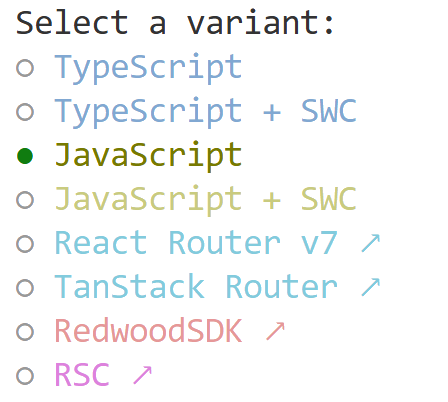 Select a variant:
○ TypeScript
○ TypeScript + SWC
● JavaScript
○ JavaScript + SWC
○ React Router v7 ↗
○ TanStack Router ↗
○ RedwoodSDK ↗
○ RSC ↗